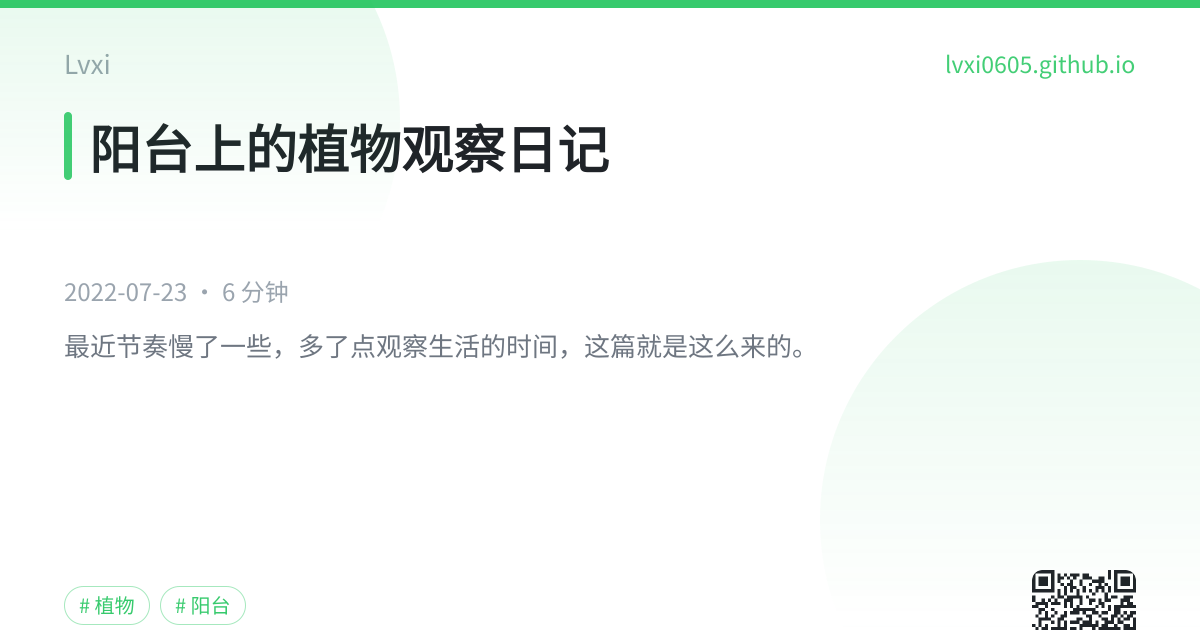 Lvxi
lvxi0605.github.io
阳台上的植物观察日记
2022-07-23 · 6 分钟
最近节奏慢了一些，多了点观察生活的时间，这篇就是这么来的。
# 植物
# 阳台